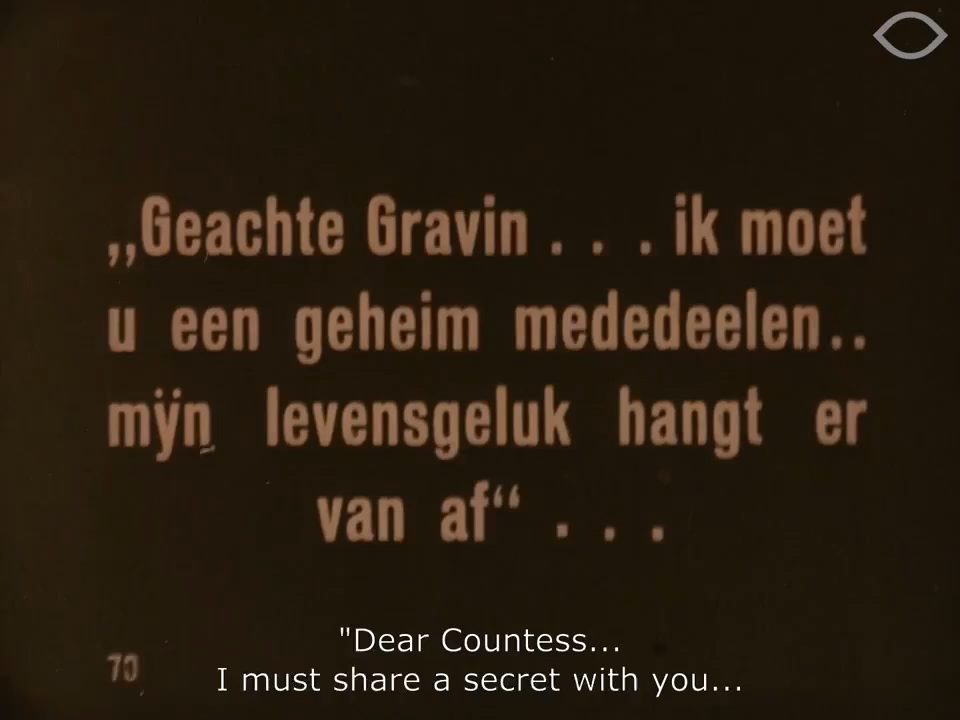 „Geachte Gravin . . . ik moet
u een geheim mededeelen..
mÿn levensgeluk hangt er
van af“ . . .
70
"Dear Countess...
I must share a secret with you...